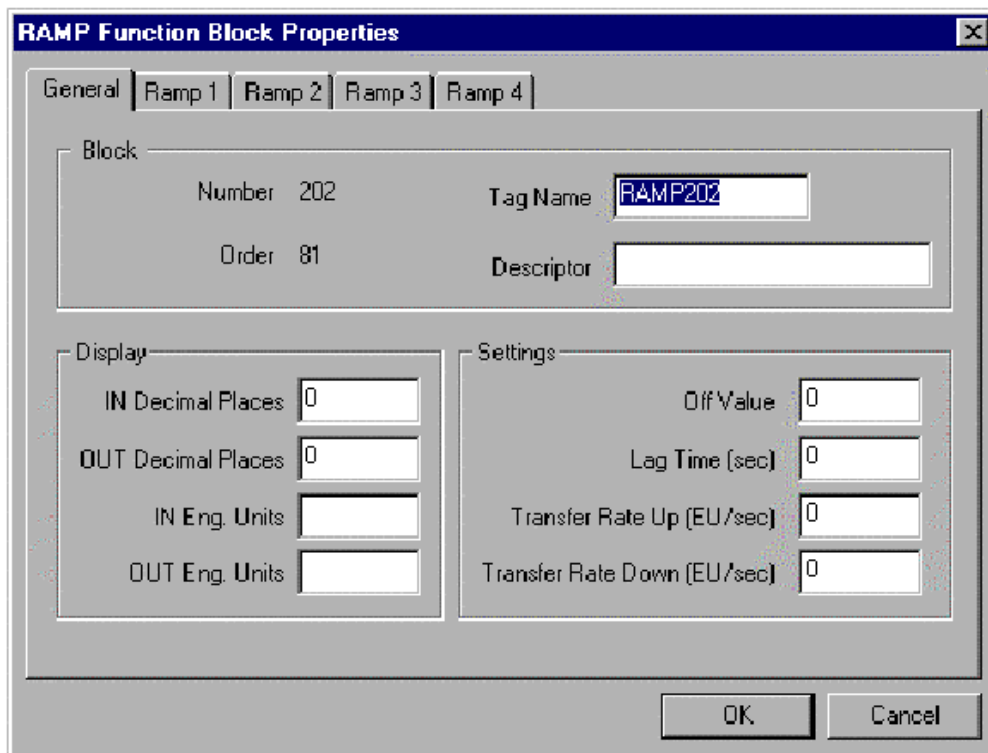 RAMP Function Block Properties
General Ramp 1 Ramp 2 Ramp 3 Ramp 4
Block
Number 202
Tag Name RAMP202
Order 81
Descriptor
Display
IN Decimal Places 0
OUT Decimal Places 0
IN Eng. Units
OUT Eng. Units
Settings
Off Value 0
Lag Time (sec) 0
Transfer Rate Up (EU/sec) 0
Transfer Rate Down (EU/sec) 0
OK Cancel